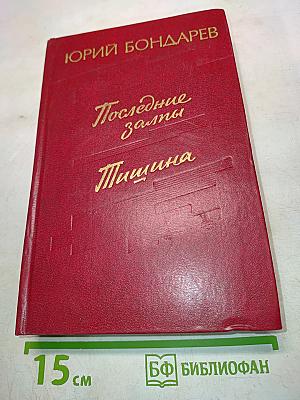 ЮРИЙ БОНДАРЕВ
Последние
залпы
Тишина
15 см
БФ БИБЛИОФАН